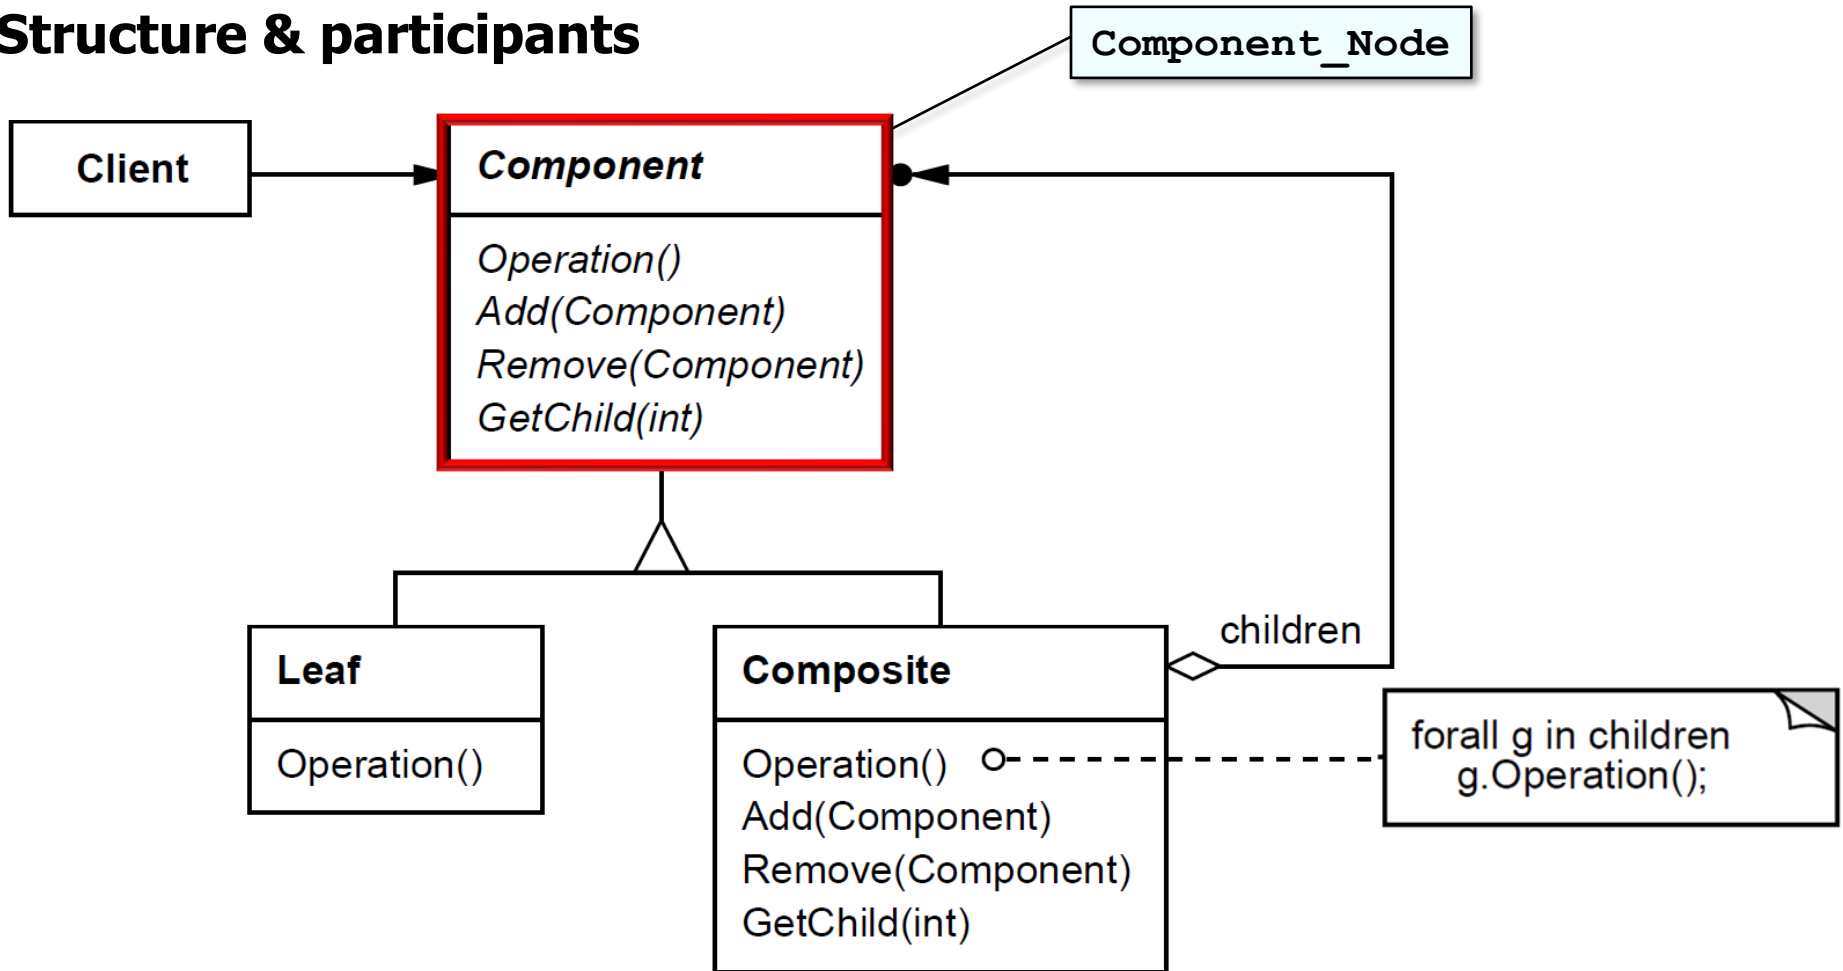 Structure & participants
Component_Node
Client
Component
Operation()
Add(Component)
Remove(Component)
GetChild(int)
children
Leaf
Operation()
Composite
Operation()
Add(Component)
Remove(Component)
GetChild(int)
forall g in children
g.Operation();